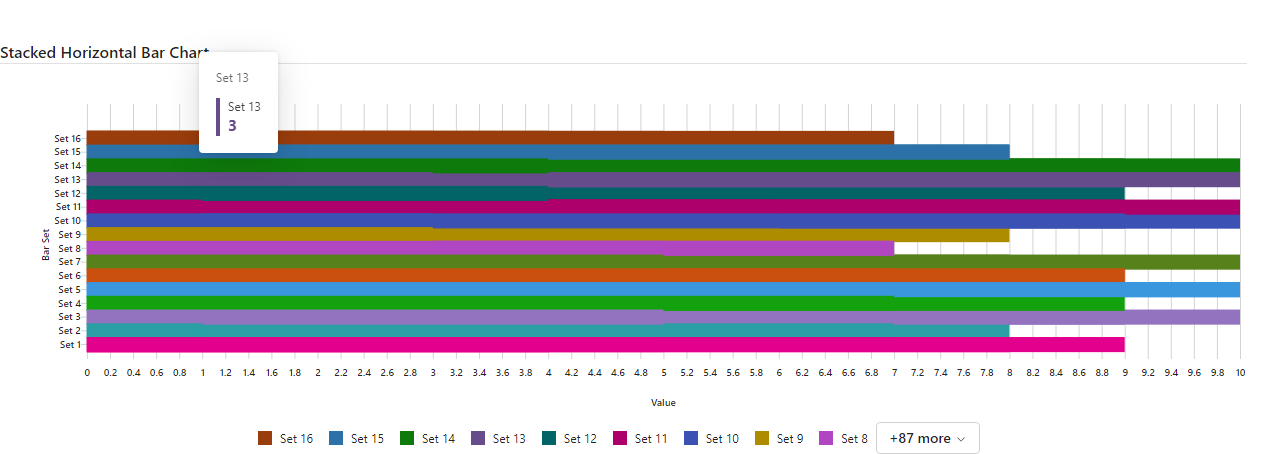 Stacked Horizontal Bar Chart
Set 13
Set 13
3
Set 16
Set 15
Set 14
Set 13
Set 12
Set 11
Set 10
Set 9
Set 8
Set 7
Set 6
Set 5
Set 4
Set 3
Set 2
Set 1
Bar Set
0 0.2 0.4 0.6 0.8 1 1.2 1.4 1.6 1.8 2 2.2 2.4 2.6 2.8 3 3.2 3.4 3.6 3.8 4 4.2 4.4 4.6 4.8 5 5.2 5.4 5.6 5.8 6 6.2 6.4 6.6 6.8 7 7.2 7.4 7.6 7.8 8 8.2 8.4 8.6 8.8 9 9.2 9.4 9.6 9.8 10
Value
Set 16 Set 15 Set 14 Set 13 Set 12 Set 11 Set 10 Set 9 Set 8 +87 more